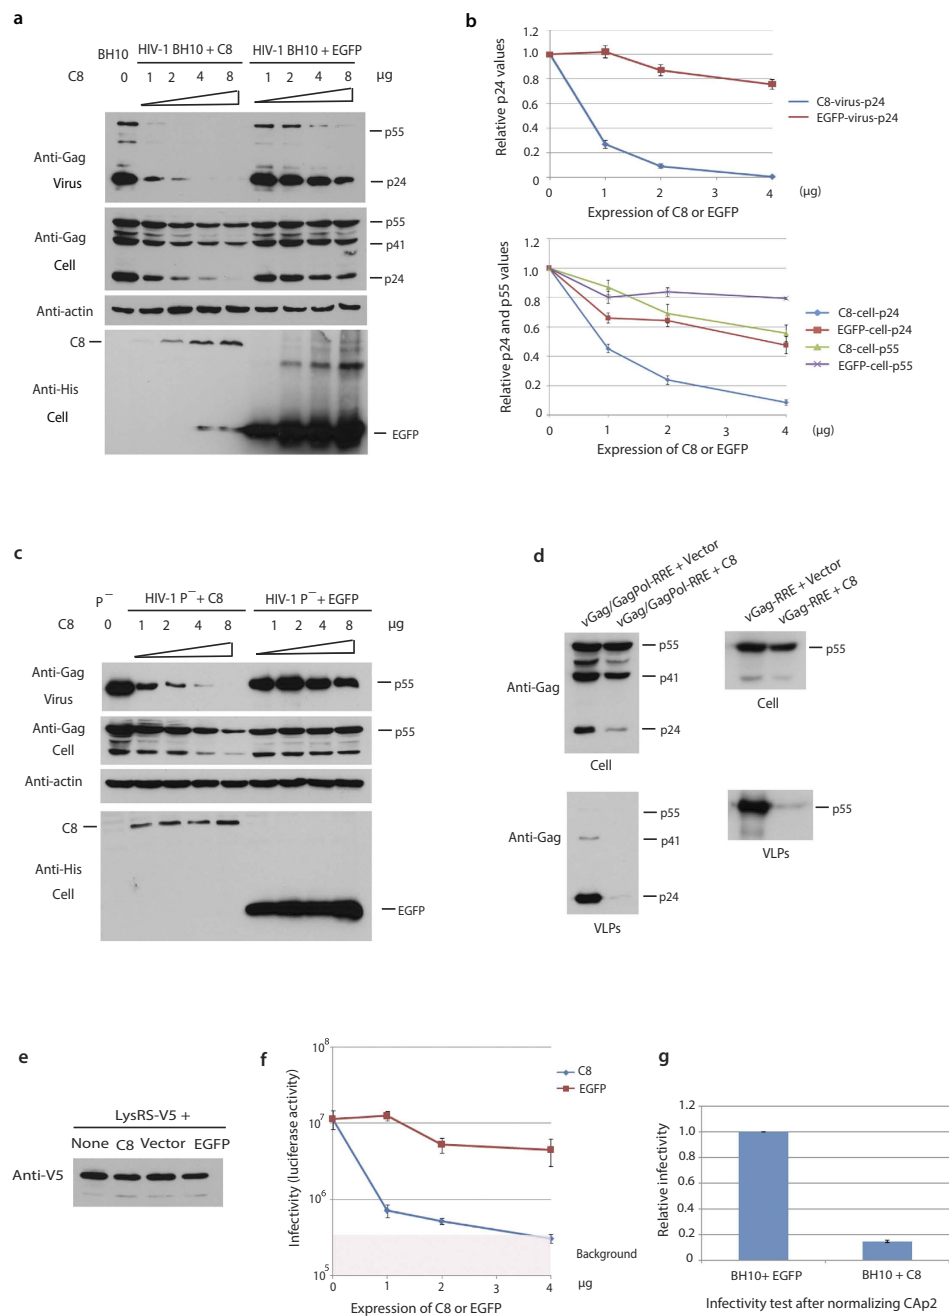 a
BH10 HIV-1 BH10 + C8 HIV-1 BH10 + EGFP
C8 0 1 2 4 8 1 2 4 8 µg
p55
Anti-Gag
Virus
p24
p55
Anti-Gag
p41
Cell
p24
Anti-actin
C8
Anti-His
Cell
EGFP
b
1.2
1.0
0.8
0.6
0.4
0.2
0
Relative p24 values
0 1 2 3 4 (µg)
Expression of C8 or EGFP
C8-virus-p24
EGFP-virus-p24
1.2
1.0
0.8
0.6
0.4
0.2
0
Relative p24 and p55 values
0 1 2 3 4 (µg)
Expression of C8 or EGFP
C8-cell-p24
EGFP-cell-p24
C8-cell-p55
EGFP-cell-p55
c
P− HIV-1 P− + C8 HIV-1 P− + EGFP
C8 0 1 2 4 8 1 2 4 8 µg
Anti-Gag
p55
Virus
Anti-Gag
p55
Cell
Anti-actin
C8
Anti-His
Cell
EGFP
d
vGag/GagPol-RRE + Vector
vGag/GagPol-RRE + C8
p55
Anti-Gag
p41
p24
Cell
vGag-RRE + Vector
vGag-RRE + C8
p55
Cell
p55
Anti-Gag
p41
p24
VLPs
p55
VLPs
e
LysRS-V5 +
None C8 Vector EGFP
Anti-V5
f
10⁸
10⁷
10⁶
10⁵
Infectivity (luciferase activity)
C8
EGFP
Background
0 1 2 3 4 µg
Expression of C8 or EGFP
g
1.2
1.0
0.8
0.6
0.4
0.2
0
Relative infectivity
BH10+ EGFP BH10 + C8
Infectivity test after normalizing CAp2